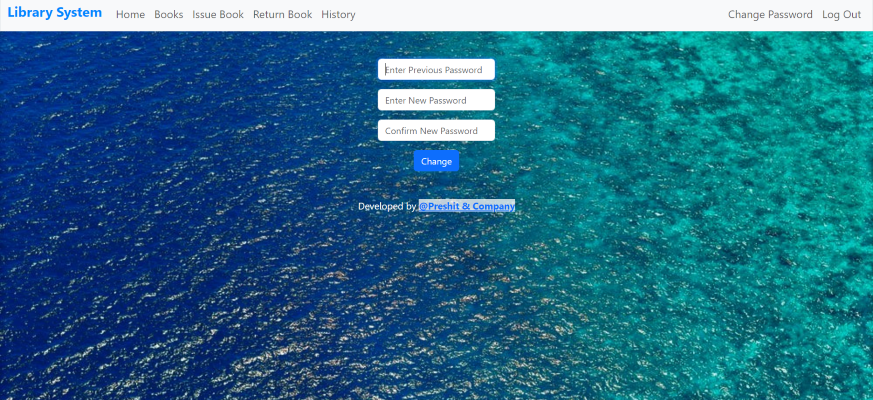 Library System Home Books Issue Book Return Book History Change Password Log Out
Enter Previous Password
Enter New Password
Confirm New Password
Change
Developed by @Preshit & Company